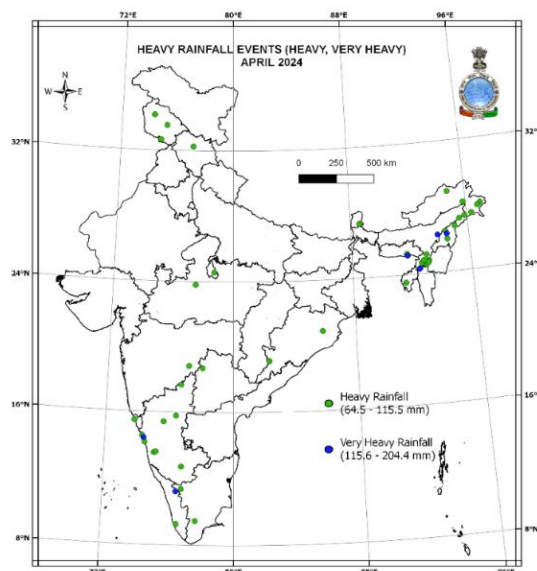 72°E 80°E 88°E 96°E
HEAVY RAINFALL EVENTS (HEAVY, VERY HEAVY)
APRIL 2024
N
W E
S
32°N 32°N
0 250 500 km
24°N 24°N
16°N 16°N
Heavy Rainfall
(64.5 - 115.5 mm)
Very Heavy Rainfall
(115.6 - 204.4 mm)
8°N 8°N
80°E